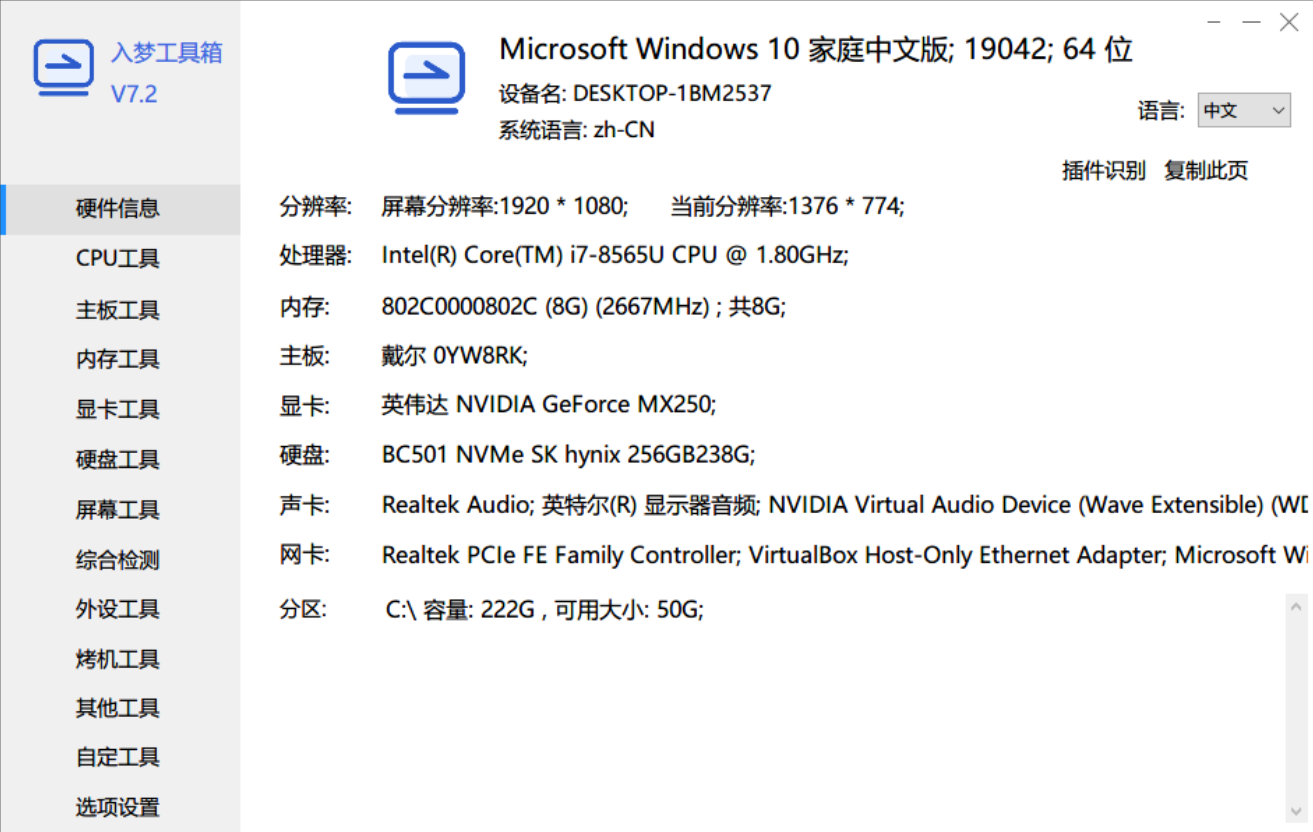 入梦工具箱
V7.2
Microsoft Windows 10 家庭中文版; 19042; 64 位
设备名: DESKTOP-1BM2537
系统语言: zh-CN
语言: 中文
插件识别 复制此页
硬件信息
CPU工具
主板工具
内存工具
显卡工具
硬盘工具
屏幕工具
综合检测
外设工具
烤机工具
其他工具
自定工具
选项设置
分辨率: 屏幕分辨率:1920 * 1080; 当前分辨率:1376 * 774;
处理器: Intel(R) Core(TM) i7-8565U CPU @ 1.80GHz;
内存: 802C0000802C (8G) (2667MHz) ; 共8G;
主板: 戴尔 0YW8RK;
显卡: 英伟达 NVIDIA GeForce MX250;
硬盘: BC501 NVMe SK hynix 256GB238G;
声卡: Realtek Audio; 英特尔(R) 显示器音频; NVIDIA Virtual Audio Device (Wave Extensible) (WD
网卡: Realtek PCIe FE Family Controller; VirtualBox Host-Only Ethernet Adapter; Microsoft Wi
分区: C:\ 容量: 222G , 可用大小: 50G;